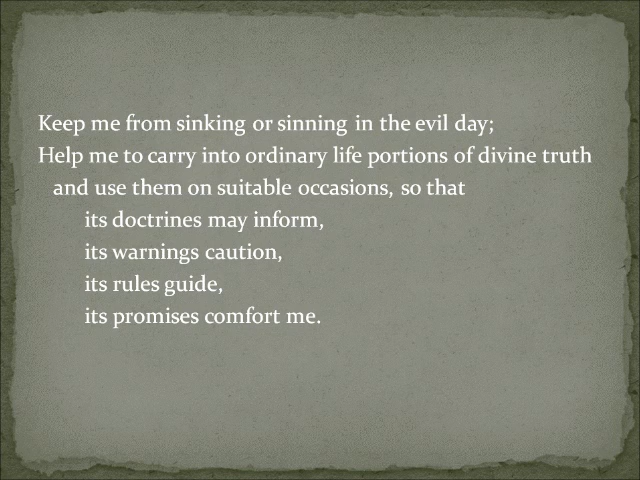 Keep me from sinking or sinning in the evil day;
Help me to carry into ordinary life portions of divine truth
and use them on suitable occasions, so that
its doctrines may inform,
its warnings caution,
its rules guide,
its promises comfort me.